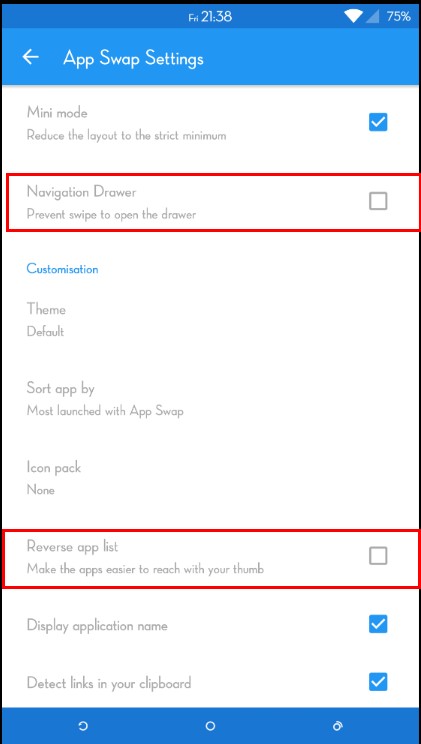 Fri 21:38
75%
App Swap Settings
Mini mode
Reduce the layout to the strict minimum
Navigation Drawer
Prevent swipe to open the drawer
Customisation
Theme
Default
Sort app by
Most launched with App Swap
Icon pack
None
Reverse app list
Make the apps easier to reach with your thumb
Display application name
Detect links in your clipboard